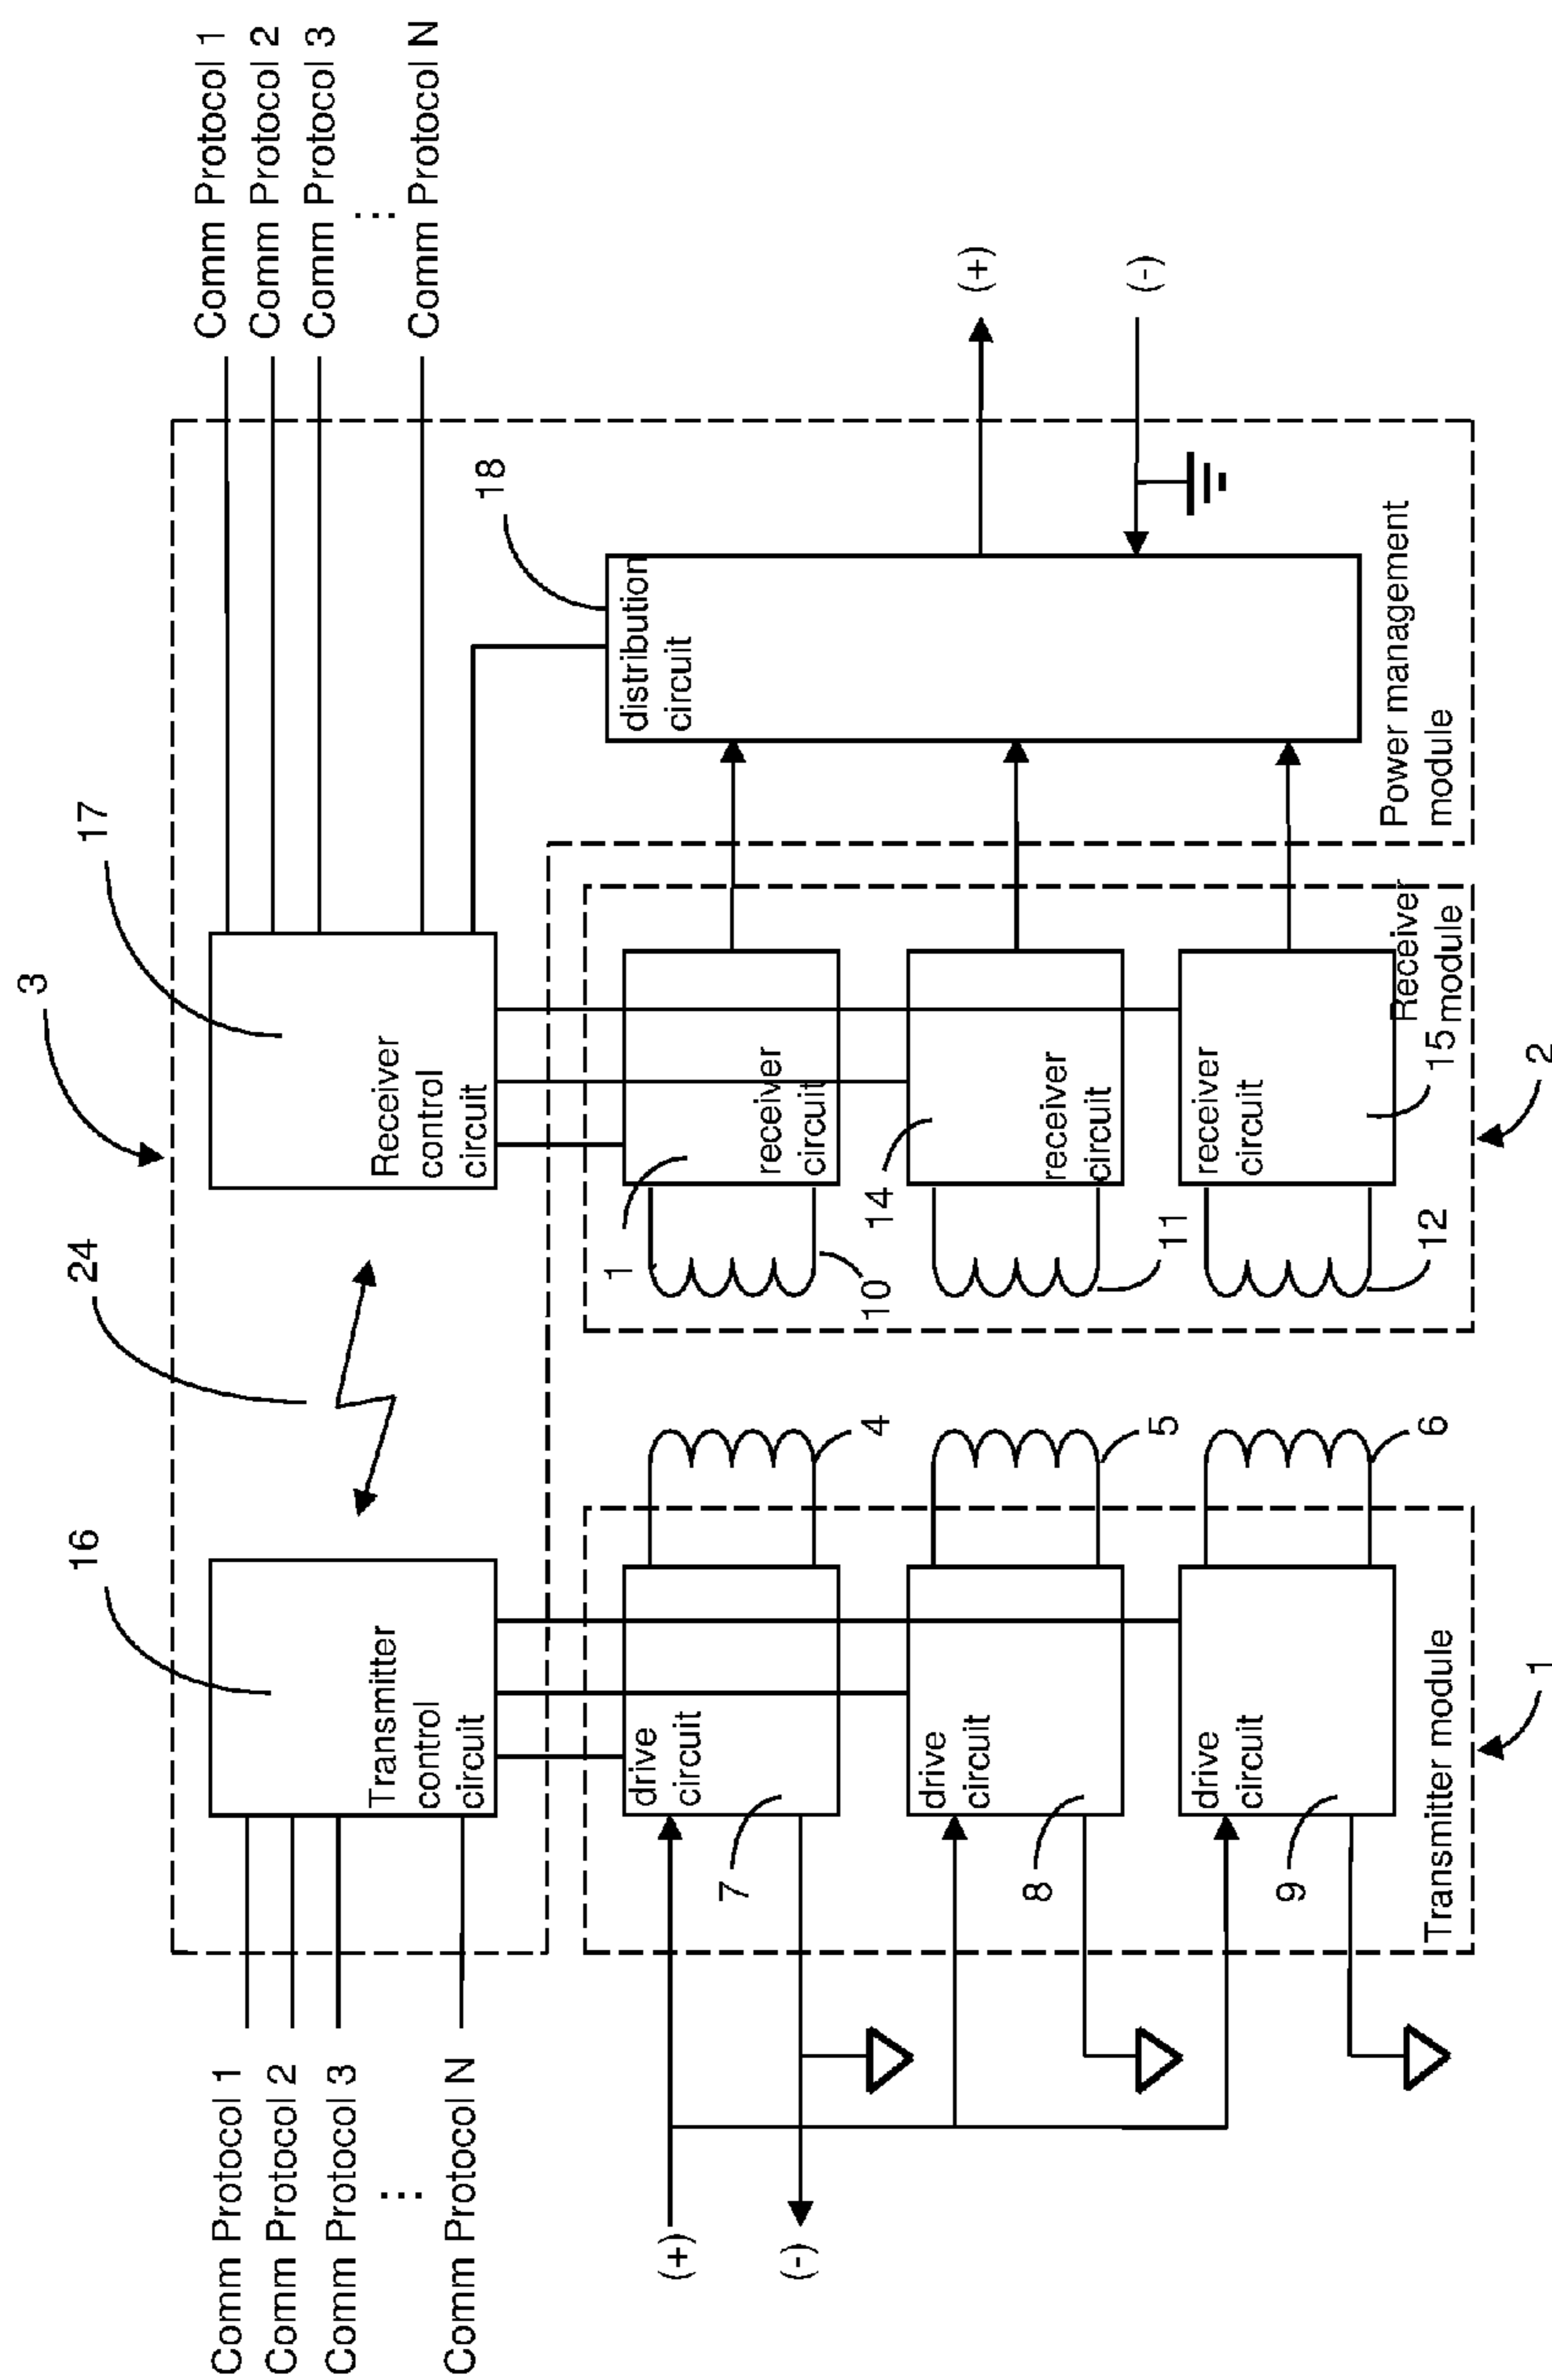 3
17
24
16
Comm Protocol 1
Comm Protocol 2
Comm Protocol 3
...
Comm Protocol N
Transmitter
control
circuit
Receiver
control
circuit
Comm Protocol 1
Comm Protocol 2
Comm Protocol 3
...
Comm Protocol N
18
(+)
(-)
drive
circuit
7
4
1
10
receiver
circuit
distribution
circuit
(+)
(-)
drive
circuit
8
5
11
14
receiver
circuit
drive
circuit
9
6
12
receiver
circuit
15
Transmitter module
Receiver
module
Power management
module
1
2